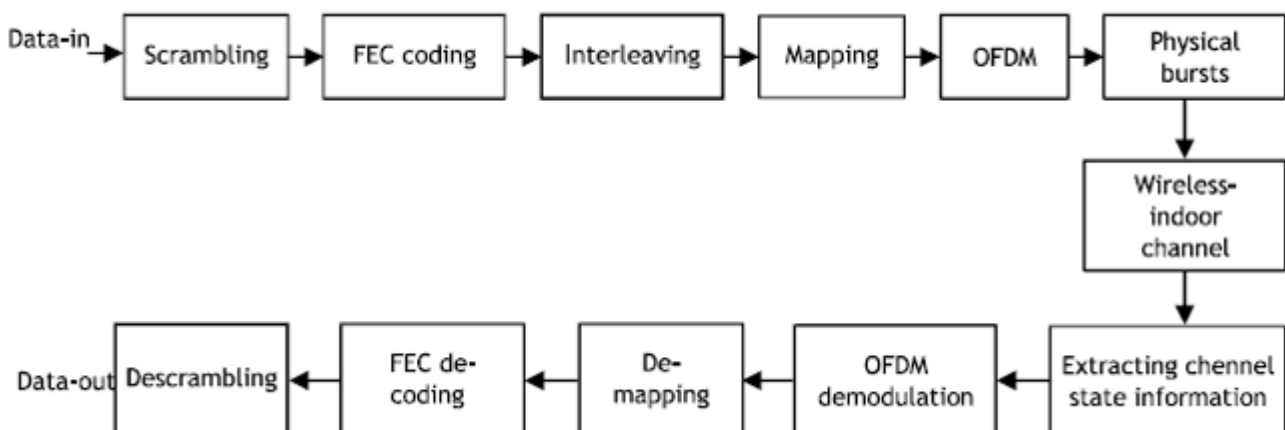 Data-in
Scrambling
FEC coding
Interleaving
Mapping
OFDM
Physical
bursts
Wireless-
indoor
channel
Extracting chennel
state information
OFDM
demodulation
De-
mapping
FEC de-
coding
Descrambling
Data-out